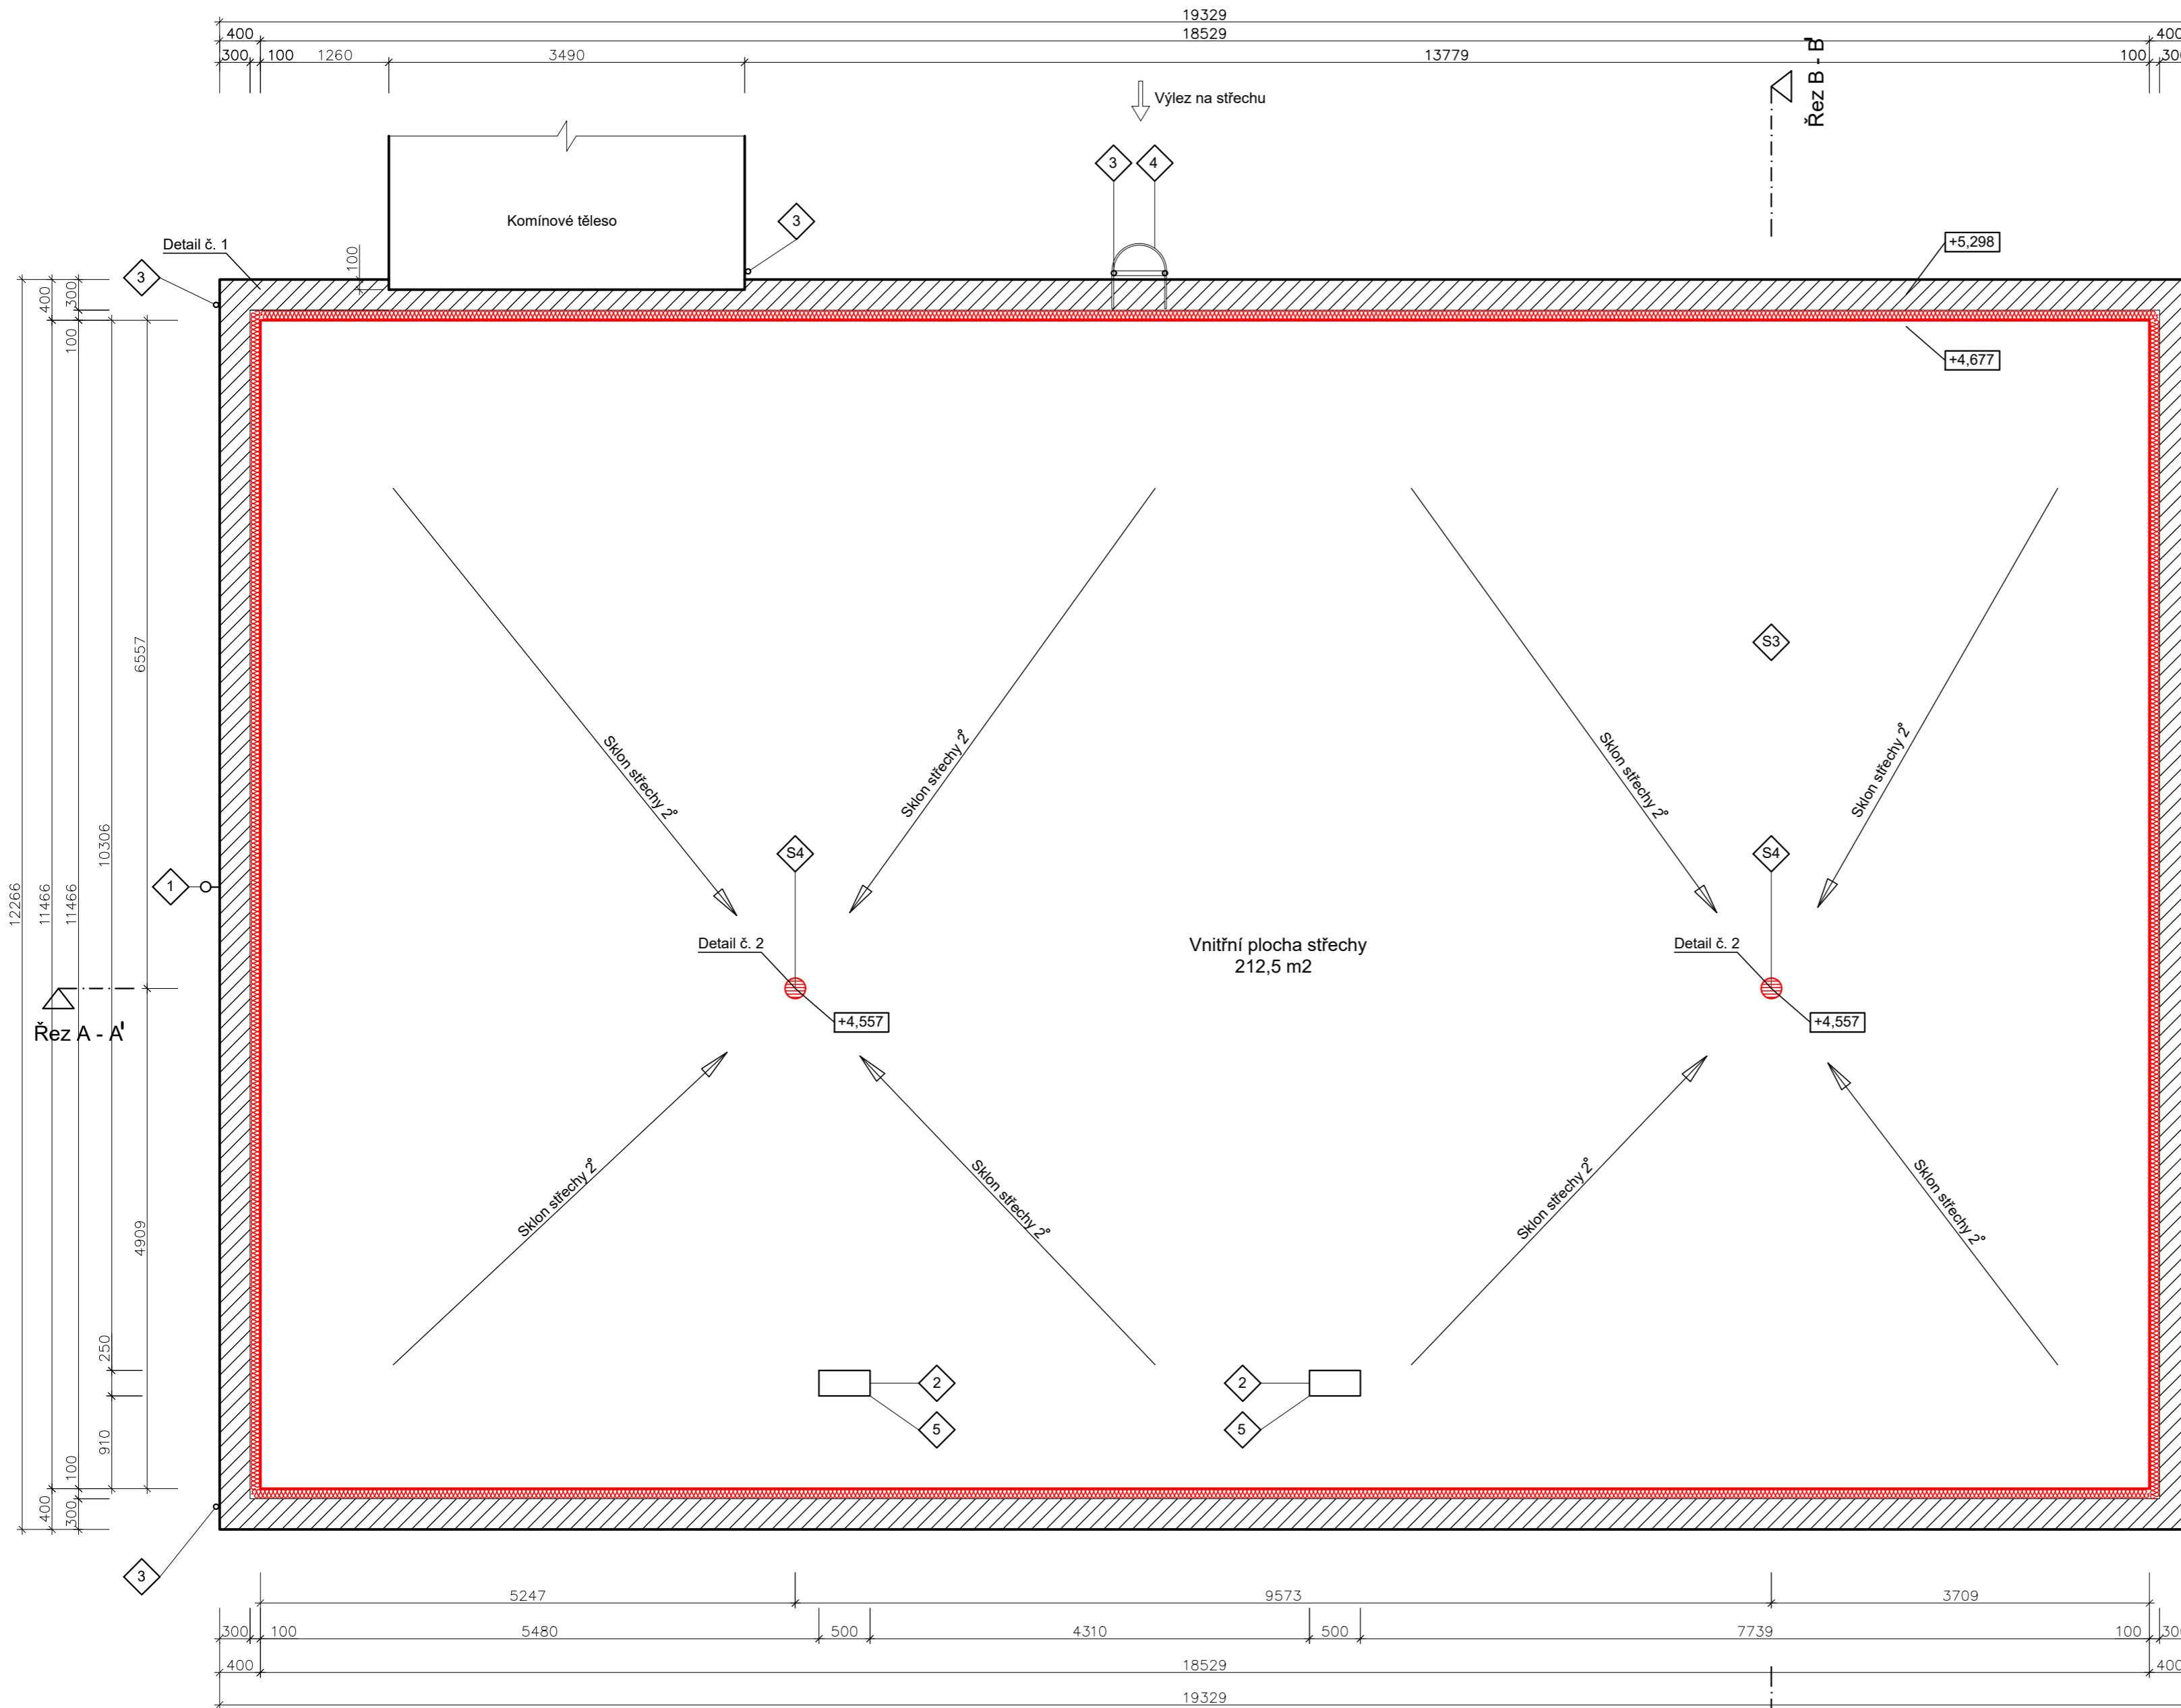 19329
400 18529 400
300 100 1260 3490 13779 100 300
Výlez na střechu
Řez B - B'
3 4
Komínové těleso
3
Detail č. 1
100
+5,298
3
400 300
100
+4,677
6557
S3
Sklon střechy 2°
Sklon střechy 2°
Sklon střechy 2°
Sklon střechy 2°
10306
S4
S4
1
12266 11466 11466
Detail č. 2
Vnitřní plocha střechy
212,5 m2
Detail č. 2
+4,557
+4,557
Řez A - A'
Sklon střechy 2°
Sklon střechy 2°
Sklon střechy 2°
Sklon střechy 2°
4909
250
2
2
910
5
5
100
400 300
3
5247 9573 3709
300 100 5480 500 4310 500 7739 100
400 18529 400
19329